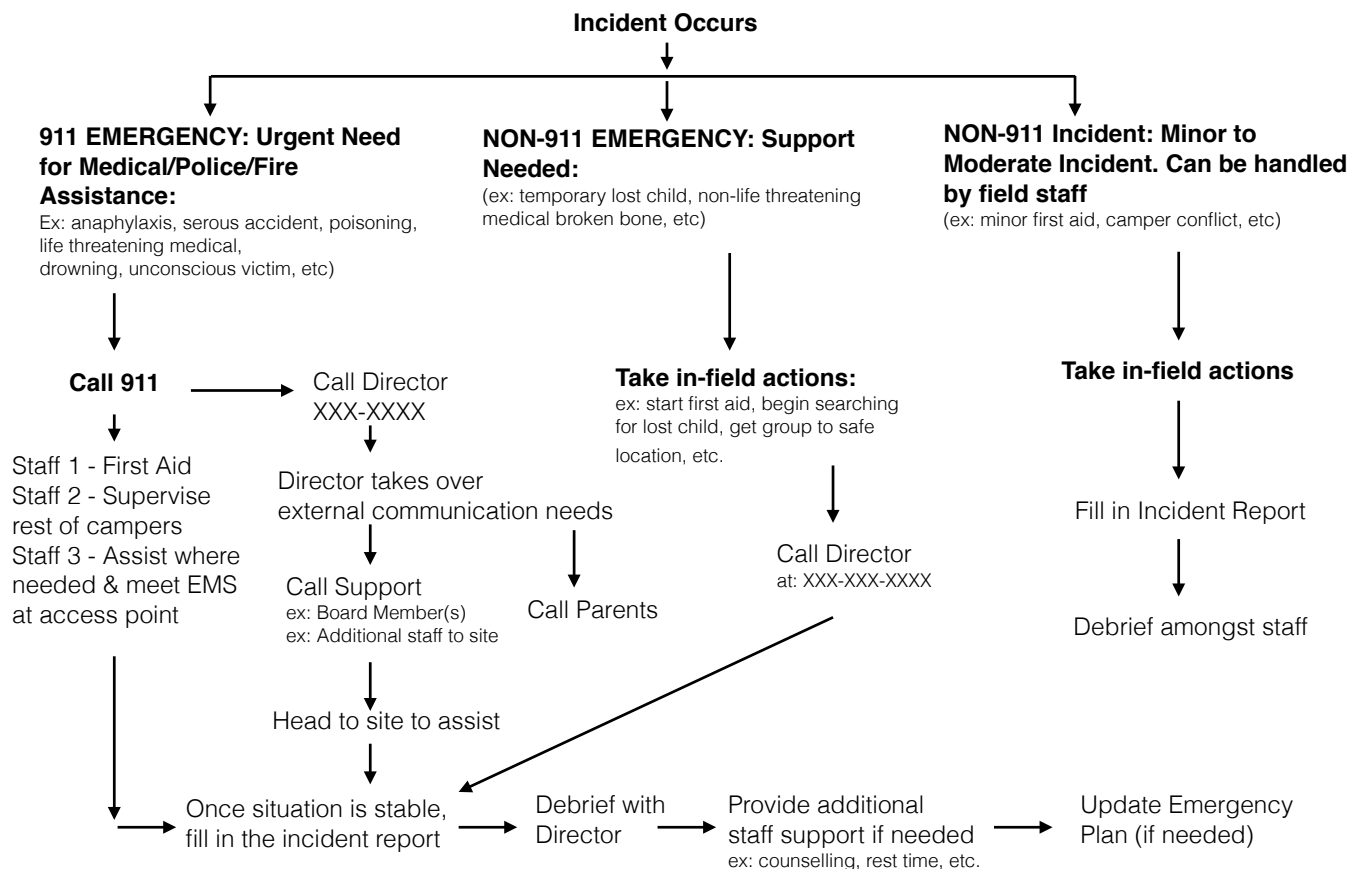 Incident Occurs
911 EMERGENCY: Urgent Need
for Medical/Police/Fire
Assistance:
Ex: anaphylaxis, serous accident, poisoning,
life threatening medical,
drowning, unconscious victim, etc)
NON-911 EMERGENCY: Support
Needed:
(ex: temporary lost child, non-life threatening
medical broken bone, etc)
NON-911 Incident: Minor to
Moderate Incident. Can be handled
by field staff
(ex: minor first aid, camper conflict, etc)
Call 911
Call Director
XXX-XXXX
Take in-field actions:
ex: start first aid, begin searching
for lost child, get group to safe
location, etc.
Take in-field actions
Staff 1 - First Aid
Staff 2 - Supervise
rest of campers
Staff 3 - Assist where
needed & meet EMS
at access point
Director takes over
external communication needs
Fill in Incident Report
Call Support
ex: Board Member(s)
ex: Additional staff to site
Call Parents
Call Director
at: XXX-XXX-XXXX
Debrief amongst staff
Head to site to assist
Once situation is stable,
fill in the incident report
Debrief with
Director
Provide additional
staff support if needed
ex: counselling, rest time, etc.
Update Emergency
Plan (if needed)